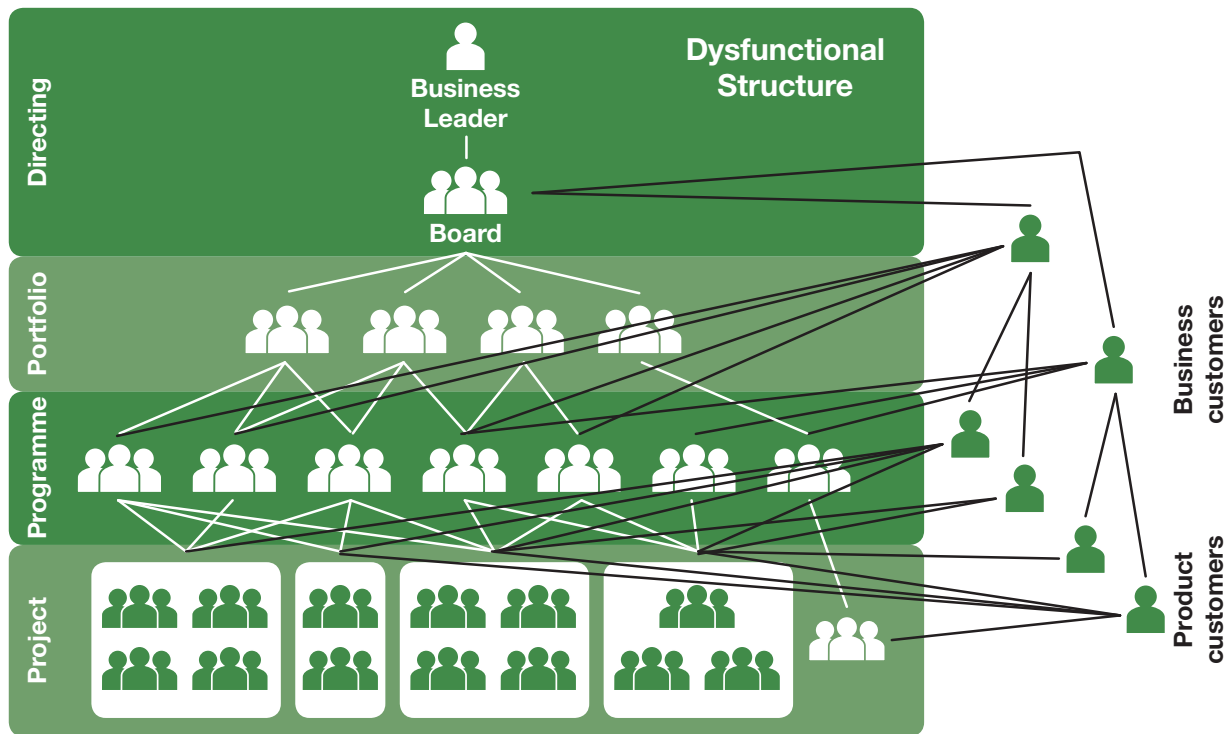 Dysfunctional
Structure
Business
Leader
Board
Directing
Portfolio
Programme
Project
Business
customers
Product
customers